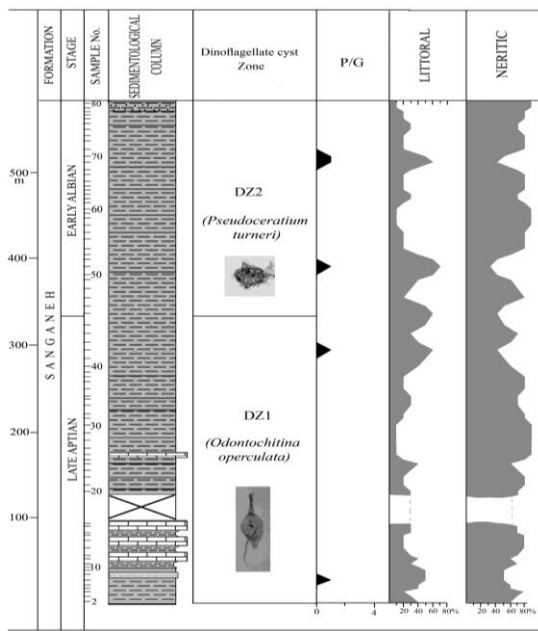 FORMATION
STAGE
SAMPLE No.
SEDIMENTOLOGICAL
COLUMN
Dinoflagellate cyst
Zone
P/G
LITTORAL
NERITIC
500
m
400
300
200
100
SANGANEH
EARLY ALBIAN
LATE APTIAN
80
70
60
50
40
30
20
10
2
DZ2
(Pseudoceratium
turneri)
DZ1
(Odontochitina
operculata)
0 4
20 40 60 80%
20 40 60 80%